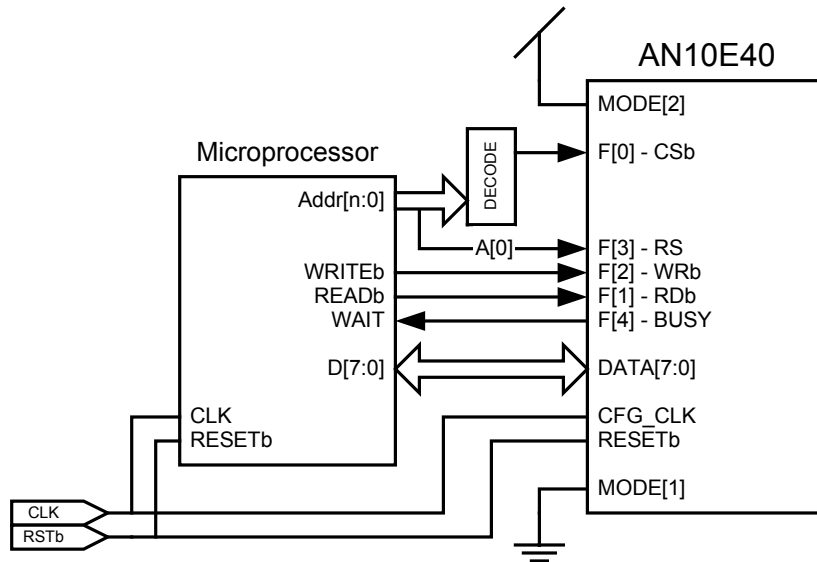 AN10E40
MODE[2]
Microprocessor
DECODE
F[0] - CSb
Addr[n:0]
A[0]
F[3] - RS
WRITEb
F[2] - WRb
READb
F[1] - RDb
WAIT
F[4] - BUSY
D[7:0]
DATA[7:0]
CLK
CFG_CLK
RESETb
RESETb
MODE[1]
CLK
RSTb